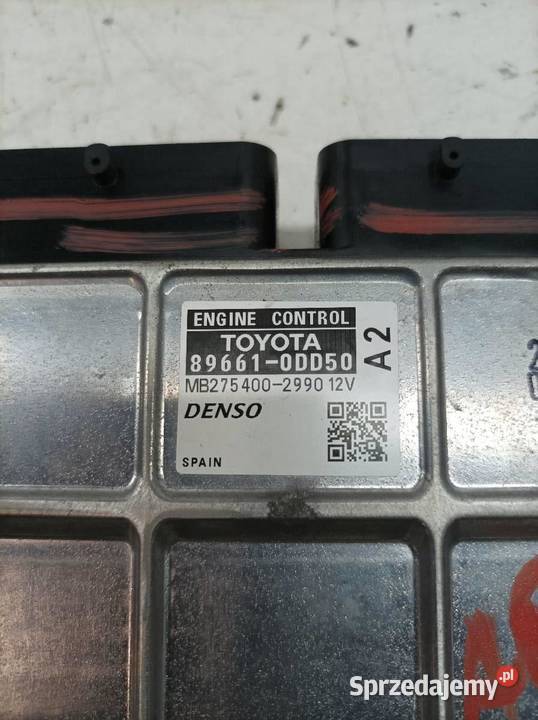 ENGINE CONTROL
TOYOTA
89661-0DD50
A2
MB275400-2990 12V
DENSO
SPAIN
Sprzedajemy.pl